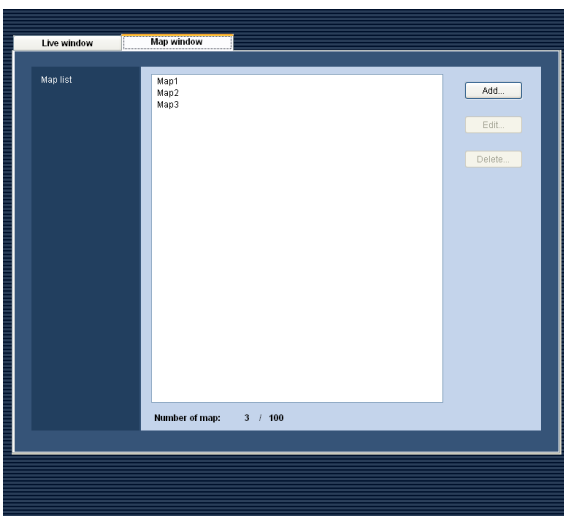 Live window
Map window
Map list
Map1
Map2
Map3
Add...
Edit...
Delete...
Number of map: 3 / 100